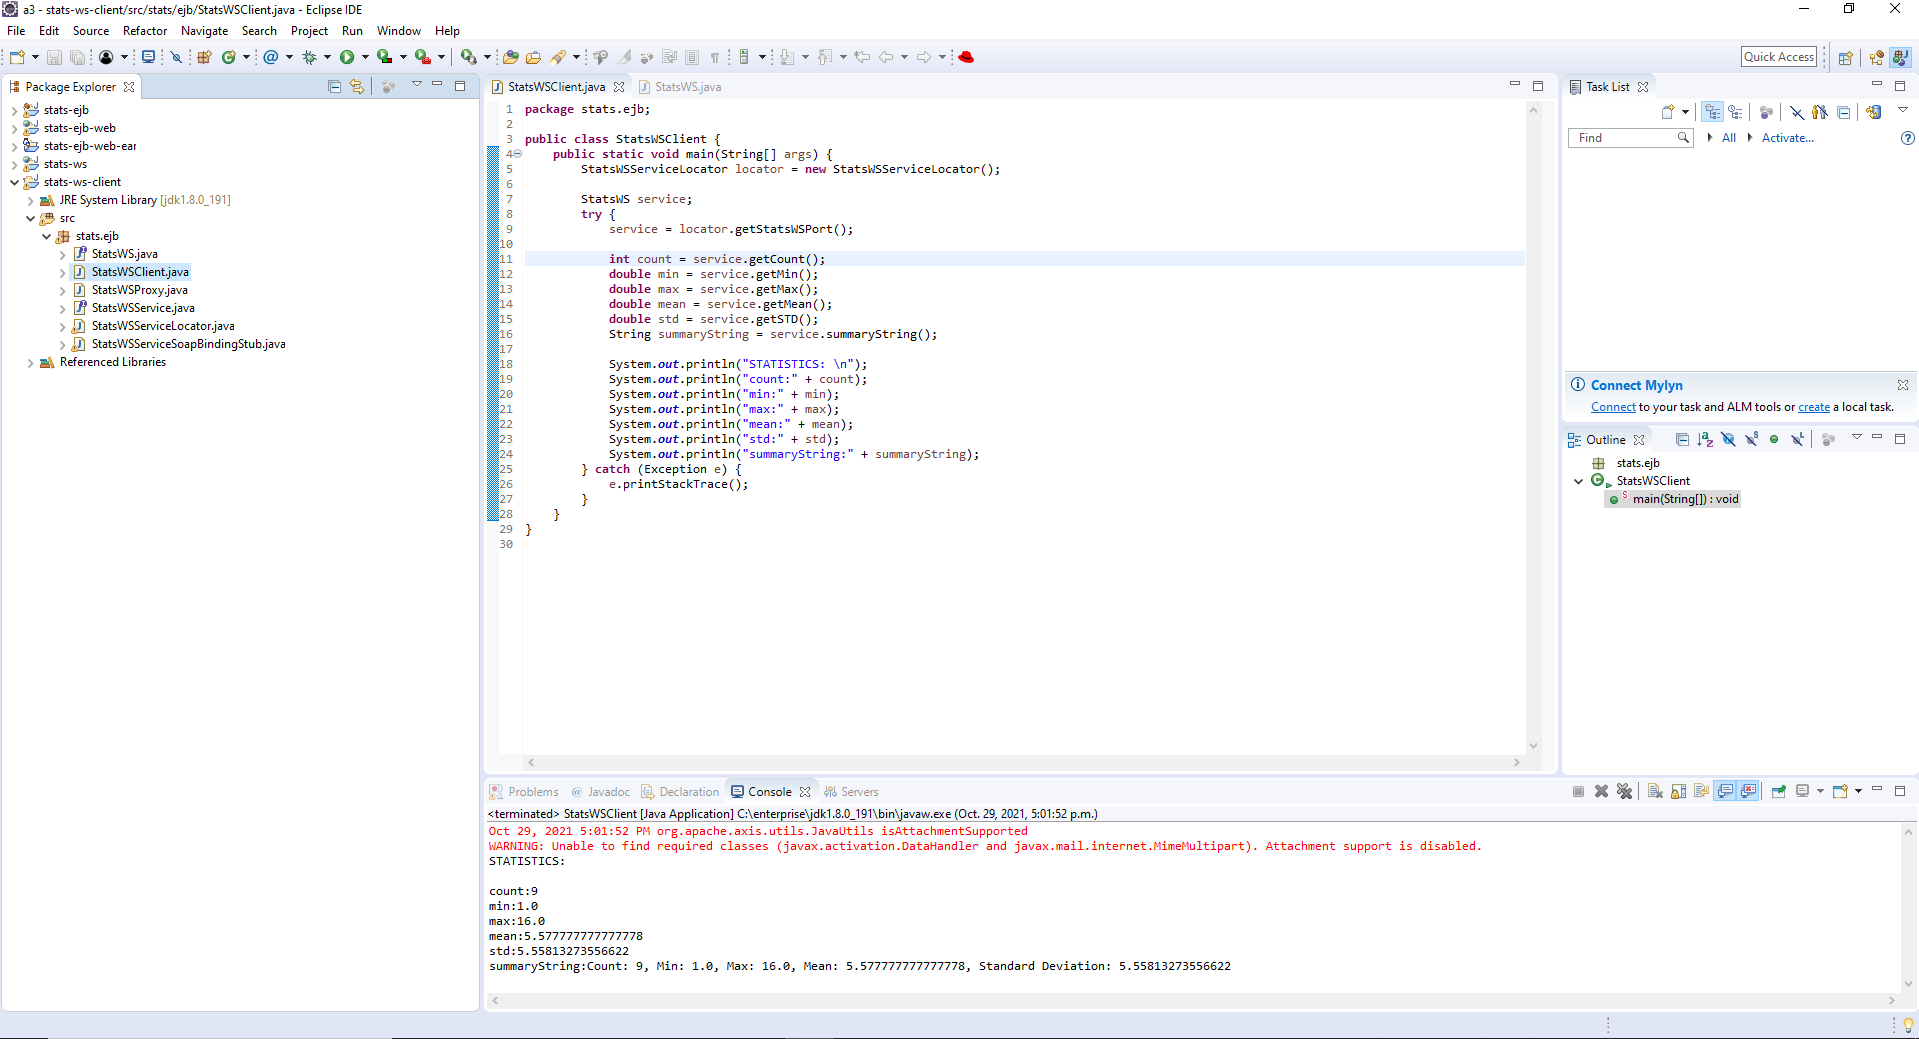 a3 - stats-ws-client/src/stats/ejb/StatsWSClient.java - Eclipse IDE
File Edit Source Refactor Navigate Search Project Run Window Help
Quick Access
Package Explorer
stats-ejb
stats-ejb-web
stats-ejb-web-ear
stats-ws
stats-ws-client
JRE System Library [jdk1.8.0_191]
src
stats.ejb
StatsWS.java
StatsWSClient.java
StatsWSProxy.java
StatsWSService.java
StatsWSServiceLocator.java
StatsWSServiceSoapBindingStub.java
Referenced Libraries
StatsWSClient.java StatsWS.java
1 package stats.ejb;
2
3 public class StatsWSClient {
4 public static void main(String[] args) {
5 StatsWSServiceLocator locator = new StatsWSServiceLocator();
6
7 StatsWS service;
8 try {
9 service = locator.getStatsWSPort();
10
11 int count = service.getCount();
12 double min = service.getMin();
13 double max = service.getMax();
14 double mean = service.getMean();
15 double std = service.getSTD();
16 String summaryString = service.summaryString();
17
18 System.out.println("STATISTICS: \n");
19 System.out.println("count:" + count);
20 System.out.println("min:" + min);
21 System.out.println("max:" + max);
22 System.out.println("mean:" + mean);
23 System.out.println("std:" + std);
24 System.out.println("summaryString:" + summaryString);
25 } catch (Exception e) {
26 e.printStackTrace();
27 }
28 }
29 }
30
Task List
Find All Activate...
Connect Mylyn
Connect to your task and ALM tools or create a local task.
Outline
stats.ejb
StatsWSClient
main(String[]) : void
Problems Javadoc Declaration Console Servers
<terminated> StatsWSClient [Java Application] C:\enterprise\jdk1.8.0_191\bin\javaw.exe (Oct. 29, 2021, 5:01:52 p.m.)
Oct 29, 2021 5:01:52 PM org.apache.axis.utils.JavaUtils isAttachmentSupported
WARNING: Unable to find required classes (javax.activation.DataHandler and javax.mail.internet.MimeMultipart). Attachment support is disabled.
STATISTICS:
count:9
min:1.0
max:16.0
mean:5.577777777777778
std:5.55813273556622
summaryString:Count: 9, Min: 1.0, Max: 16.0, Mean: 5.577777777777778, Standard Deviation: 5.55813273556622